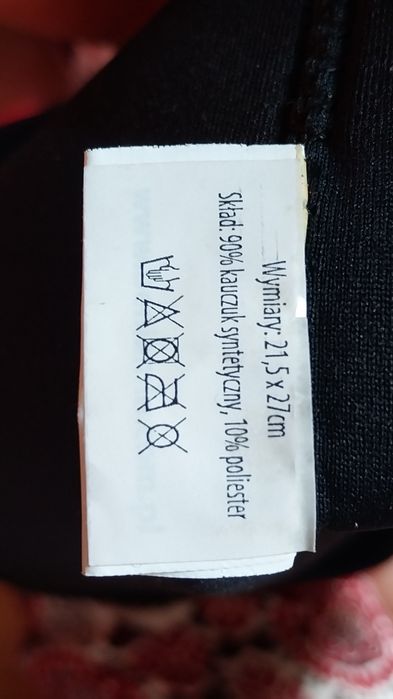 Wymiary: 21,5 x 27cm
Skład: 90% kauczuk syntetyczny, 10% poliester